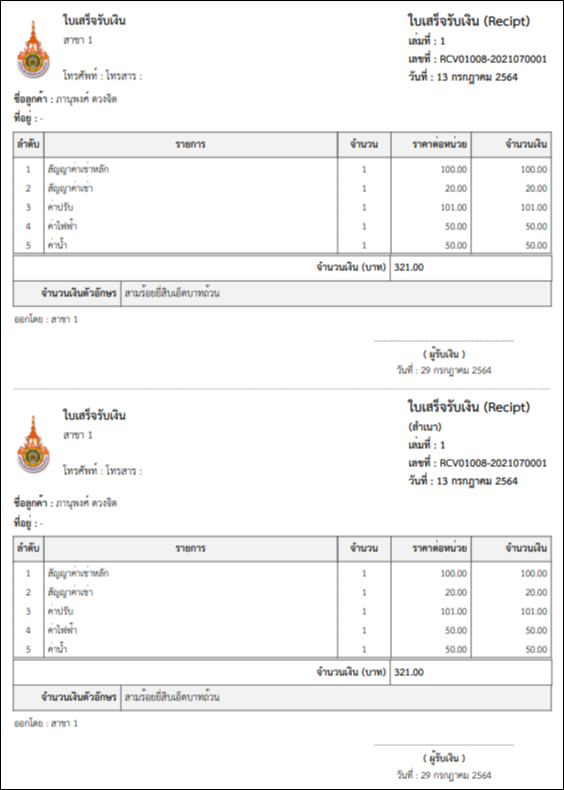 ใบเสร็จรับเงิน
สาขา 1
โทรศัพท์ : โทรสาร :
ใบเสร็จรับเงิน (Recipt)
เล่มที่ : 1
เลขที่ : RCV01008-2021070001
วันที่ : 13 กรกฎาคม 2564
ชื่อลูกค้า : ภานุพงศ์ ดวงจิต
ที่อยู่ : -
ลำดับ รายการ จำนวน ราคาต่อหน่วย จำนวนเงิน
1 สัญญาค่าเช่าหลัก 1 100.00 100.00
2 สัญญาค่าเช่า 1 20.00 20.00
3 ค่าปรับ 1 101.00 101.00
4 ค่าไฟฟ้า 1 50.00 50.00
5 ค่าน้ำ 1 50.00 50.00
จำนวนเงิน (บาท) 321.00
จำนวนเงินตัวอักษร สามร้อยยี่สิบเอ็ดบาทถ้วน
ออกโดย : สาขา 1
( ผู้รับเงิน )
วันที่ : 29 กรกฎาคม 2564
ใบเสร็จรับเงิน
สาขา 1
โทรศัพท์ : โทรสาร :
ใบเสร็จรับเงิน (Recipt)
(สำเนา)
เล่มที่ : 1
เลขที่ : RCV01008-2021070001
วันที่ : 13 กรกฎาคม 2564
ชื่อลูกค้า : ภานุพงศ์ ดวงจิต
ที่อยู่ : -
ลำดับ รายการ จำนวน ราคาต่อหน่วย จำนวนเงิน
1 สัญญาค่าเช่าหลัก 1 100.00 100.00
2 สัญญาค่าเช่า 1 20.00 20.00
3 ค่าปรับ 1 101.00 101.00
4 ค่าไฟฟ้า 1 50.00 50.00
5 ค่าน้ำ 1 50.00 50.00
จำนวนเงิน (บาท) 321.00
จำนวนเงินตัวอักษร สามร้อยยี่สิบเอ็ดบาทถ้วน
ออกโดย : สาขา 1
( ผู้รับเงิน )
วันที่ : 29 กรกฎาคม 2564